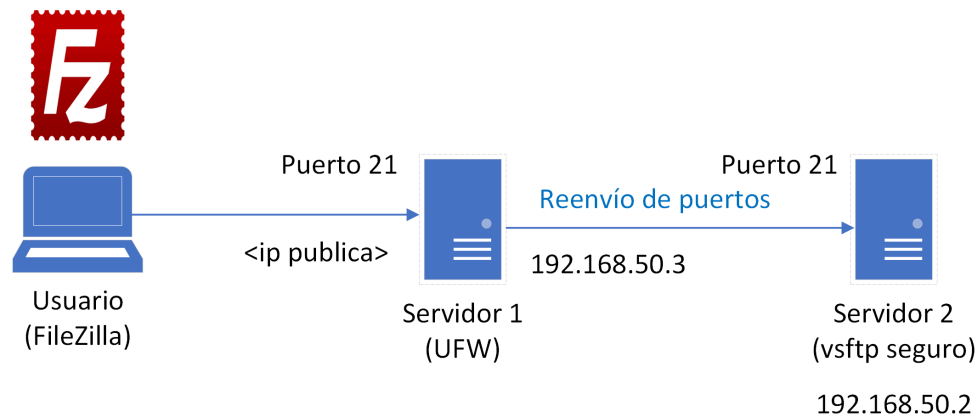 Fz
Puerto 21
Puerto 21
Reenvío de puertos
<ip publica>
192.168.50.3
Usuario
(FileZilla)
Servidor 1
(UFW)
Servidor 2
(vsftp seguro)
192.168.50.2